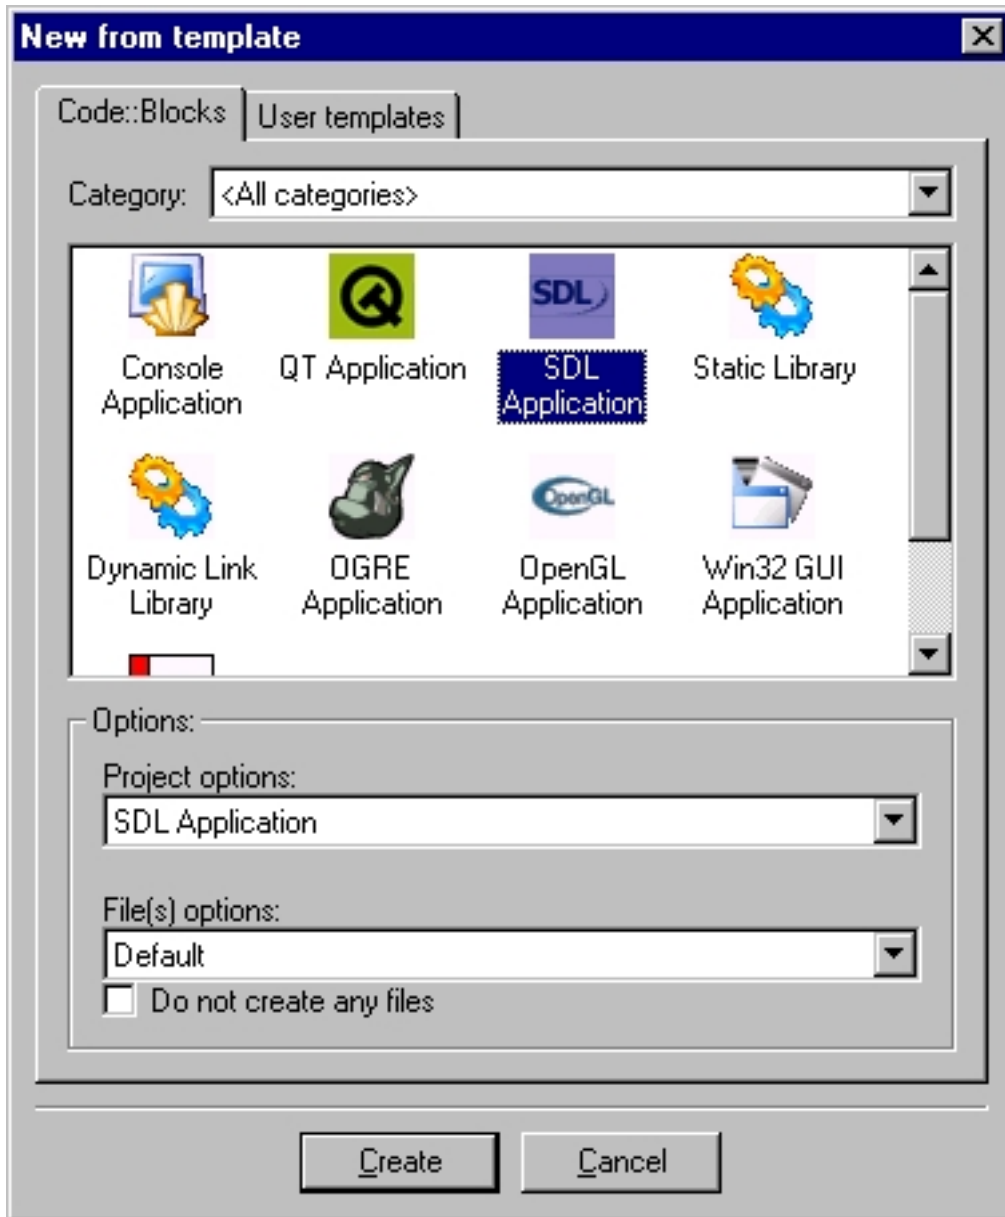 New from template
Code::Blocks
User templates
Category:
<All categories>
SDL
Console
Application
QT Application
SDL
Application
Static Library
OpenGL
Dynamic Link
Library
OGRE
Application
OpenGL
Application
Win32 GUI
Application
Options:
Project options:
SDL Application
File(s) options:
Default
Do not create any files
Create
Cancel